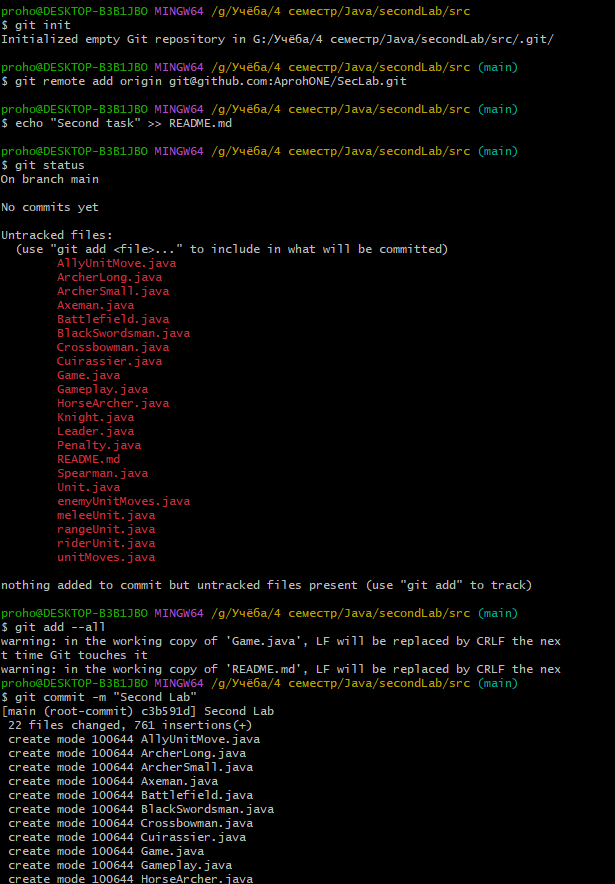 proho@DESKTOP-B3B1JBO MINGW64 /g/Учёба/4 семестр/Java/secondLab/src
$ git init
Initialized empty Git repository in G:/Учёба/4 семестр/Java/secondLab/src/.git/
proho@DESKTOP-B3B1JBO MINGW64 /g/Учёба/4 семестр/Java/secondLab/src (main)
$ git remote add origin git@github.com:AprohONE/SecLab.git
proho@DESKTOP-B3B1JBO MINGW64 /g/Учёба/4 семестр/Java/secondLab/src (main)
$ echo "Second task" >> README.md
proho@DESKTOP-B3B1JBO MINGW64 /g/Учёба/4 семестр/Java/secondLab/src (main)
$ git status
On branch main
No commits yet
Untracked files:
  (use "git add <file>..." to include in what will be committed)
        AllyUnitMove.java
        ArcherLong.java
        ArcherSmall.java
        Axeman.java
        Battlefield.java
        BlackSwordsman.java
        Crossbowman.java
        Cuirassier.java
        Game.java
        Gameplay.java
        HorseArcher.java
        Knight.java
        Leader.java
        Penalty.java
        README.md
        Spearman.java
        Unit.java
        enemyUnitMoves.java
        meleeUnit.java
        rangeUnit.java
        riderUnit.java
        unitMoves.java
nothing added to commit but untracked files present (use "git add" to track)
proho@DESKTOP-B3B1JBO MINGW64 /g/Учёба/4 семестр/Java/secondLab/src (main)
$ git add --all
warning: in the working copy of 'Game.java', LF will be replaced by CRLF the nex
t time Git touches it
warning: in the working copy of 'README.md', LF will be replaced by CRLF the nex
proho@DESKTOP-B3B1JBO MINGW64 /g/Учёба/4 семестр/Java/secondLab/src (main)
$ git commit -m "Second Lab"
[main (root-commit) c3b591d] Second Lab
 22 files changed, 761 insertions(+)
 create mode 100644 AllyUnitMove.java
 create mode 100644 ArcherLong.java
 create mode 100644 ArcherSmall.java
 create mode 100644 Axeman.java
 create mode 100644 Battlefield.java
 create mode 100644 BlackSwordsman.java
 create mode 100644 Crossbowman.java
 create mode 100644 Cuirassier.java
 create mode 100644 Game.java
 create mode 100644 Gameplay.java
 create mode 100644 HorseArcher.java